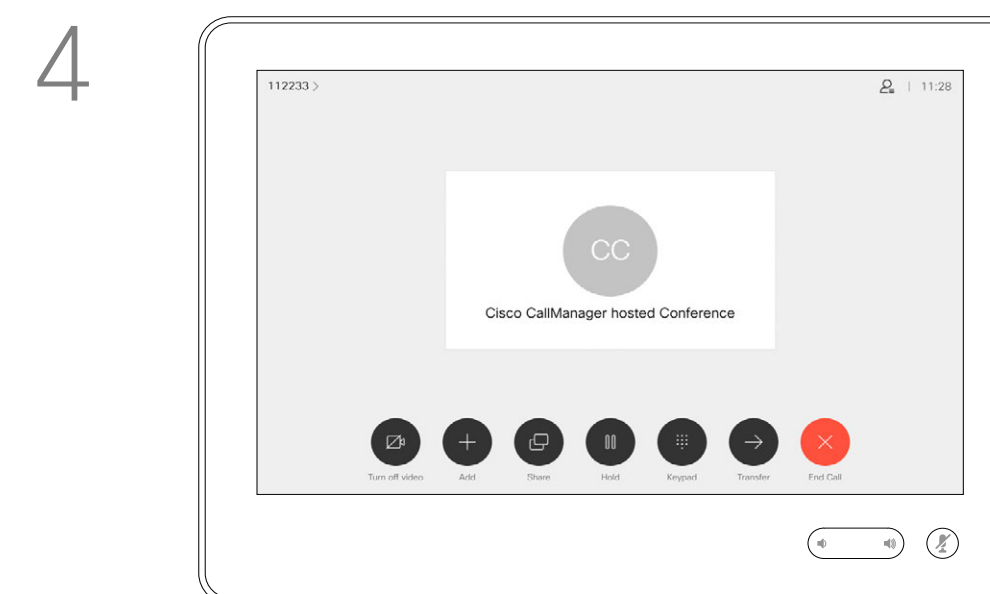 4
112233 >
| 11:28
CC
Cisco CallManager hosted Conference
Turn off video Add Share Hold Keypad Transfer End Call